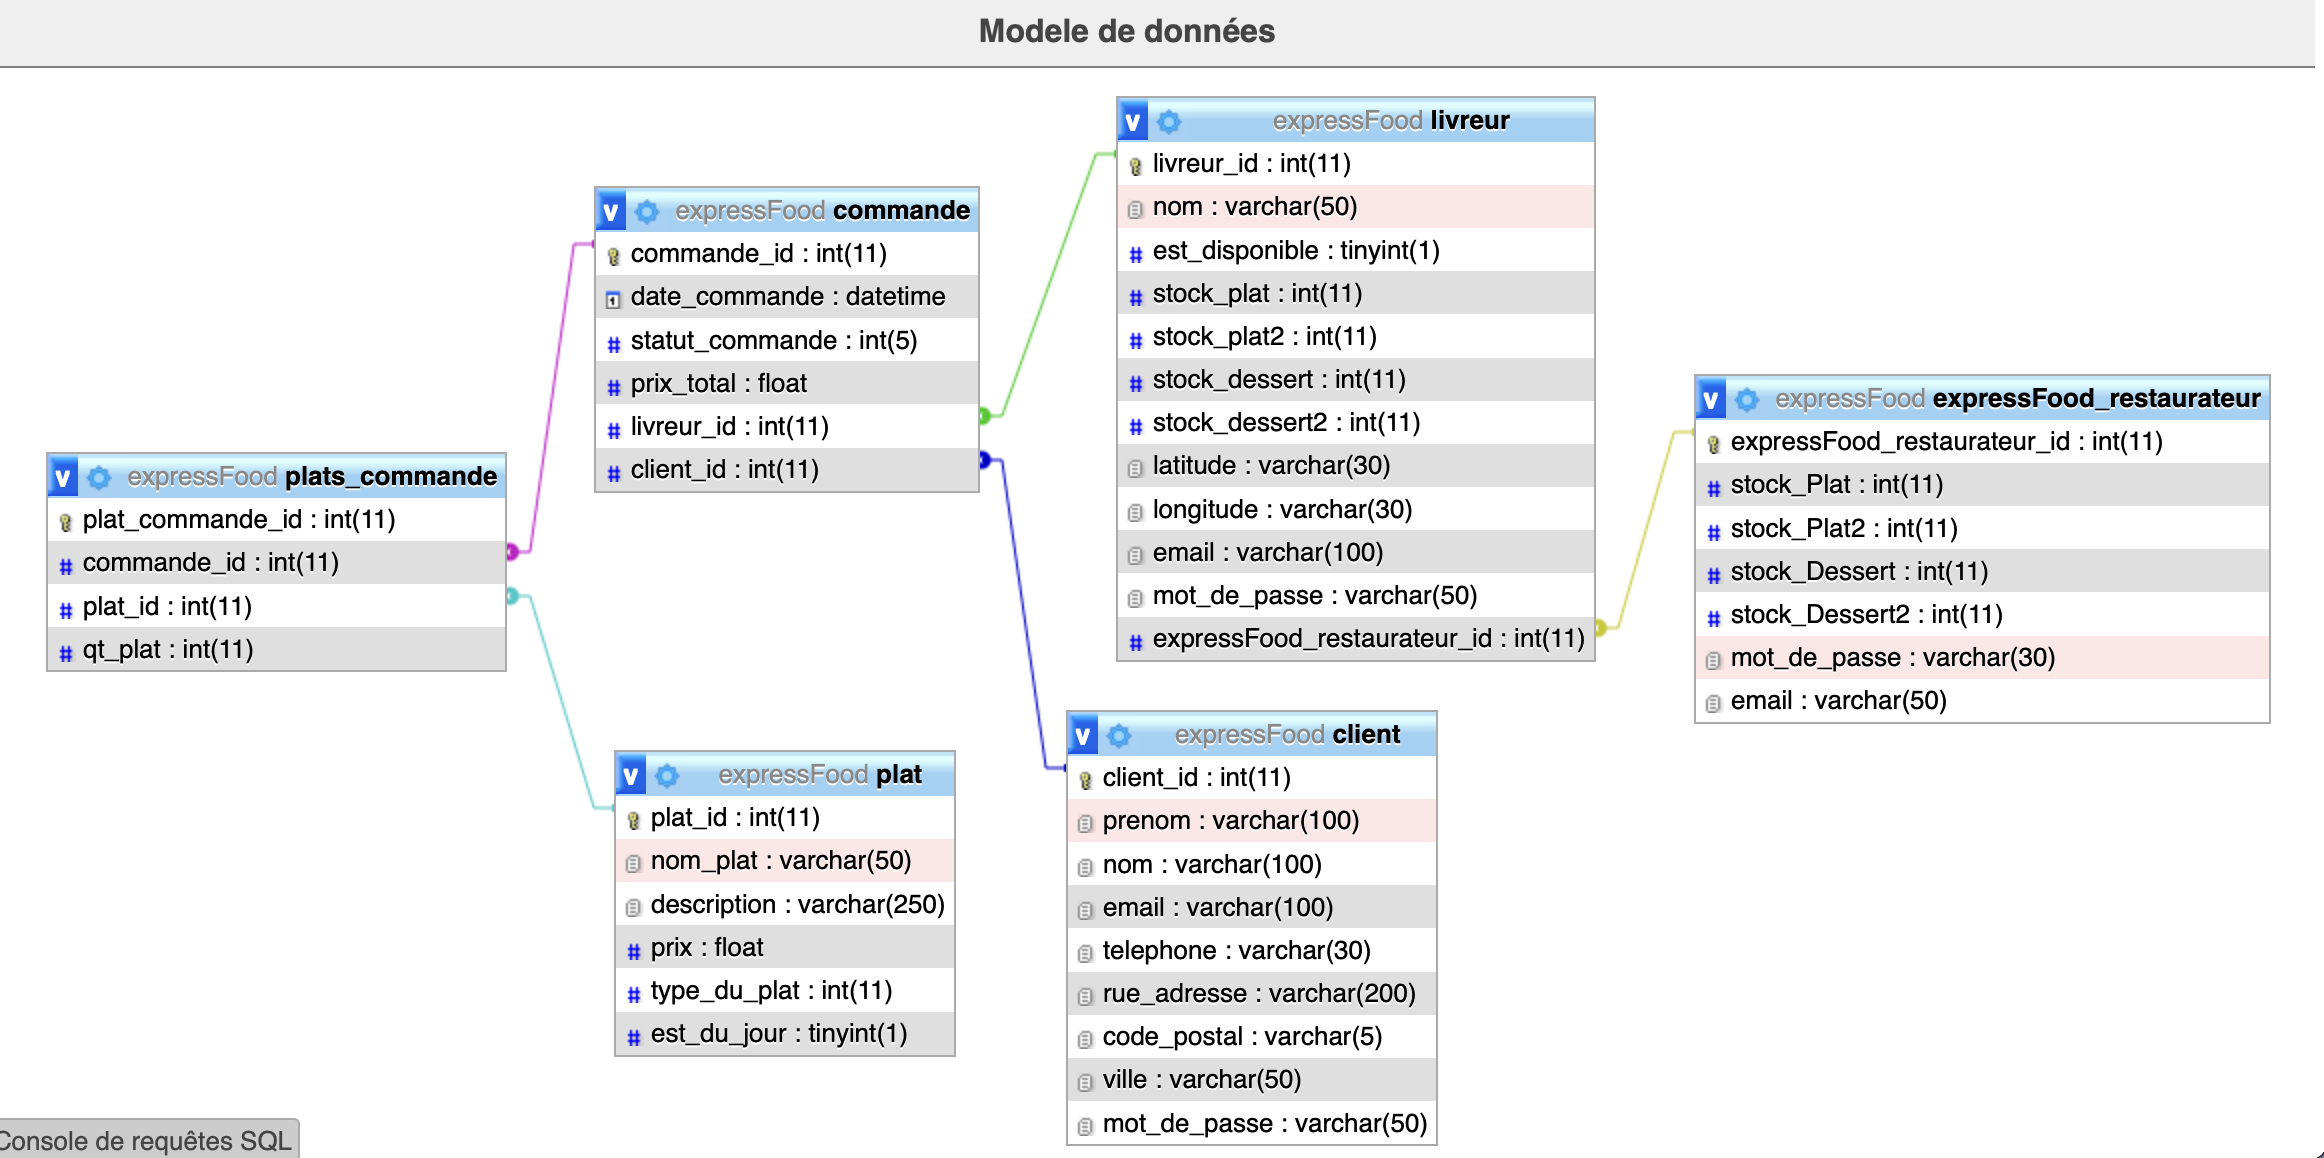 Modele de données
expressFood livreur
livreur_id : int(11)
nom : varchar(50)
est_disponible : tinyint(1)
stock_plat : int(11)
stock_plat2 : int(11)
stock_dessert : int(11)
stock_dessert2 : int(11)
latitude : varchar(30)
longitude : varchar(30)
email : varchar(100)
mot_de_passe : varchar(50)
expressFood_restaurateur_id : int(11)
expressFood commande
commande_id : int(11)
date_commande : datetime
statut_commande : int(5)
prix_total : float
livreur_id : int(11)
client_id : int(11)
expressFood expressFood_restaurateur
expressFood_restaurateur_id : int(11)
stock_Plat : int(11)
stock_Plat2 : int(11)
stock_Dessert : int(11)
stock_Dessert2 : int(11)
mot_de_passe : varchar(30)
email : varchar(50)
expressFood plats_commande
plat_commande_id : int(11)
commande_id : int(11)
plat_id : int(11)
qt_plat : int(11)
expressFood plat
plat_id : int(11)
nom_plat : varchar(50)
description : varchar(250)
prix : float
type_du_plat : int(11)
est_du_jour : tinyint(1)
expressFood client
client_id : int(11)
prenom : varchar(100)
nom : varchar(100)
email : varchar(100)
telephone : varchar(30)
rue_adresse : varchar(200)
code_postal : varchar(5)
ville : varchar(50)
mot_de_passe : varchar(50)
Console de requêtes SQL